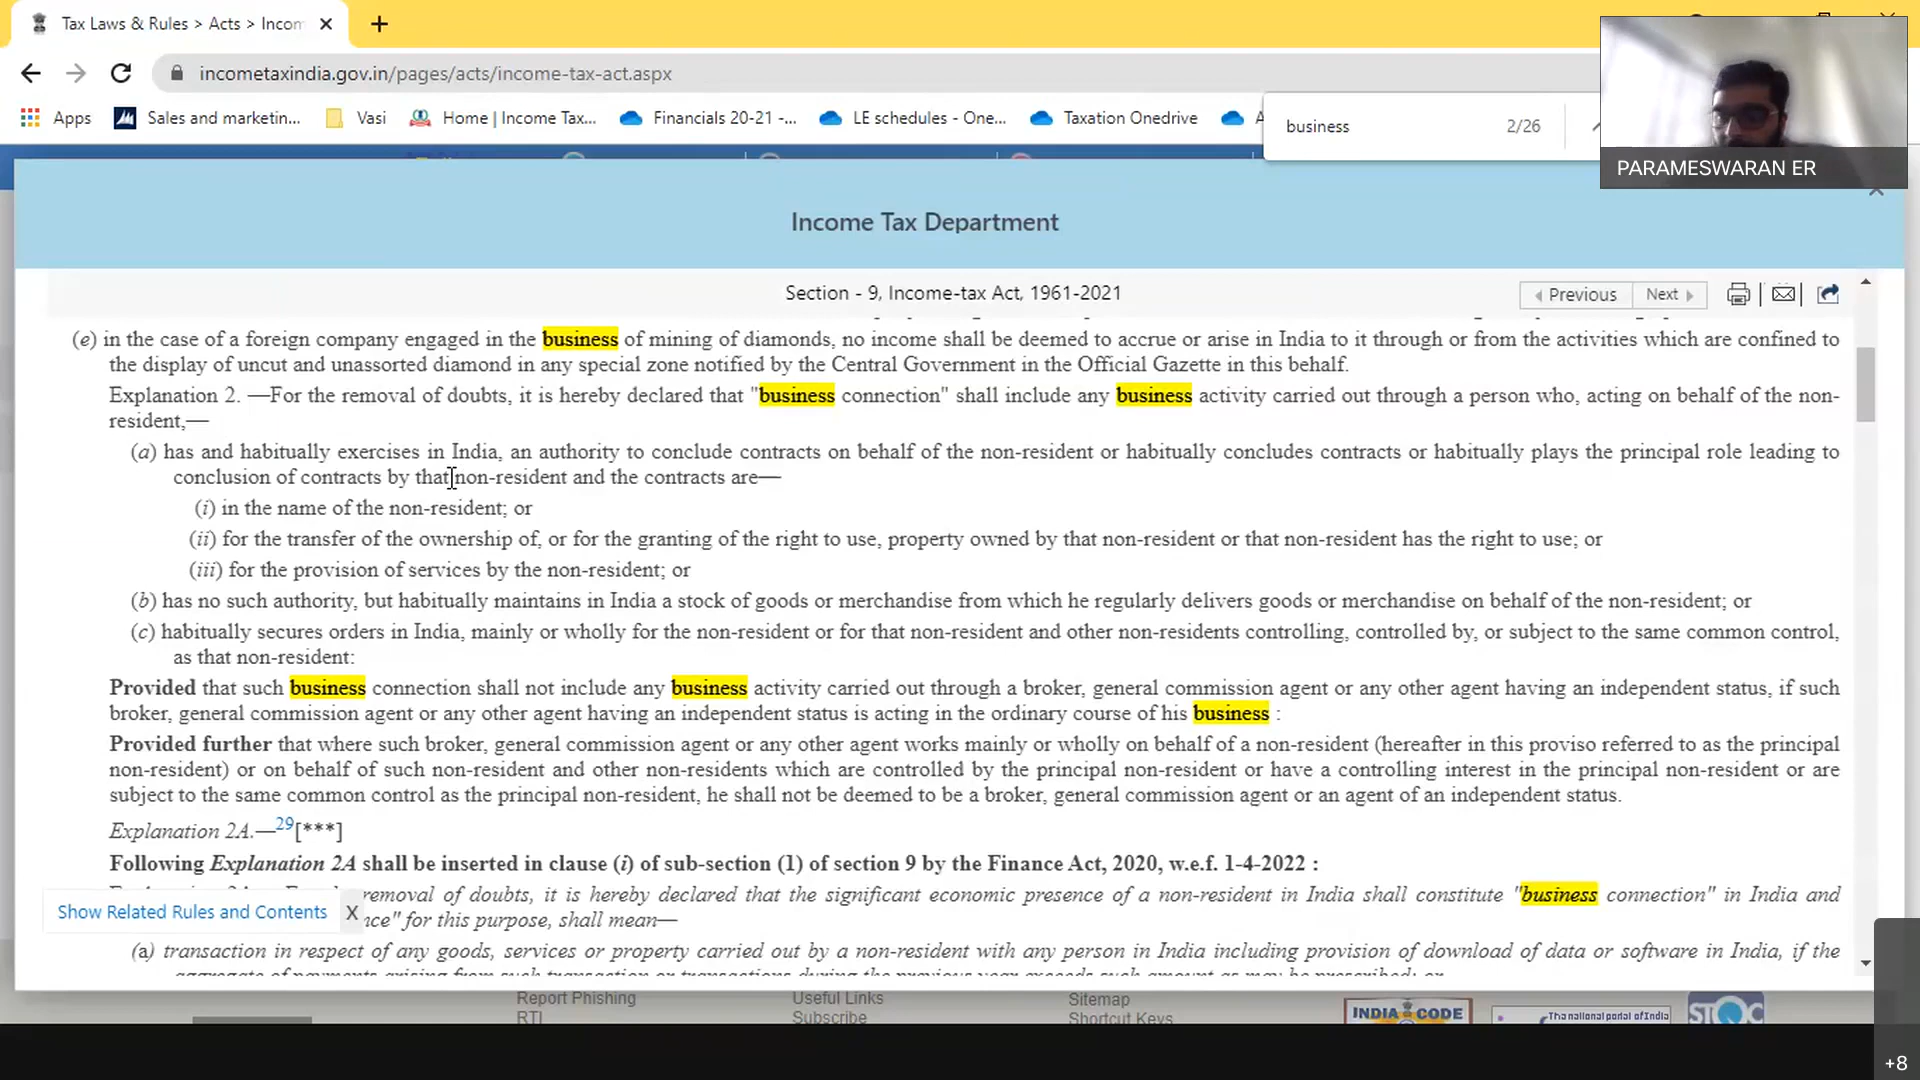 Tax Laws & Rules > Acts > Incom
incometaxindia.gov.in/pages/acts/income-tax-act.aspx
Apps
Sales and marketin...
Vasi
Home | Income Tax...
Financials 20-21 -...
LE schedules - One...
Taxation Onedrive
business 2/26
PARAMESWARAN ER
Income Tax Department
Section - 9, Income-tax Act, 1961-2021
Previous Next
(e) in the case of a foreign company engaged in the business of mining of diamonds, no income shall be deemed to accrue or arise in India to it through or from the activities which are confined to
the display of uncut and unassorted diamond in any special zone notified by the Central Government in the Official Gazette in this behalf.
Explanation 2. —For the removal of doubts, it is hereby declared that "business connection" shall include any business activity carried out through a person who, acting on behalf of the non-
resident,—
(a) has and habitually exercises in India, an authority to conclude contracts on behalf of the non-resident or habitually concludes contracts or habitually plays the principal role leading to
conclusion of contracts by that non-resident and the contracts are—
(i) in the name of the non-resident; or
(ii) for the transfer of the ownership of, or for the granting of the right to use, property owned by that non-resident or that non-resident has the right to use; or
(iii) for the provision of services by the non-resident; or
(b) has no such authority, but habitually maintains in India a stock of goods or merchandise from which he regularly delivers goods or merchandise on behalf of the non-resident; or
(c) habitually secures orders in India, mainly or wholly for the non-resident or for that non-resident and other non-residents controlling, controlled by, or subject to the same common control,
as that non-resident:
Provided that such business connection shall not include any business activity carried out through a broker, general commission agent or any other agent having an independent status, if such
broker, general commission agent or any other agent having an independent status is acting in the ordinary course of his business :
Provided further that where such broker, general commission agent or any other agent works mainly or wholly on behalf of a non-resident (hereafter in this proviso referred to as the principal
non-resident) or on behalf of such non-resident and other non-residents which are controlled by the principal non-resident or have a controlling interest in the principal non-resident or are
subject to the same common control as the principal non-resident, he shall not be deemed to be a broker, general commission agent or an agent of an independent status.
Explanation 2A.—29[***]
Following Explanation 2A shall be inserted in clause (i) of sub-section (1) of section 9 by the Finance Act, 2020, w.e.f. 1-4-2022 :
removal of doubts, it is hereby declared that the significant economic presence of a non-resident in India shall constitute "business connection" in India and
Show Related Rules and Contents X
nce" for this purpose, shall mean—
(a) transaction in respect of any goods, services or property carried out by a non-resident with any person in India including provision of download of data or software in India, if the
aggregate of payments arising from such transaction or transactions during the previous year exceeds such amount as may be prescribed; or
Report Phishing
Useful Links
Sitemap
RTI
Subscribe
Shortcut Keys
INDIA CODE
The national portal of India
STQC
+8